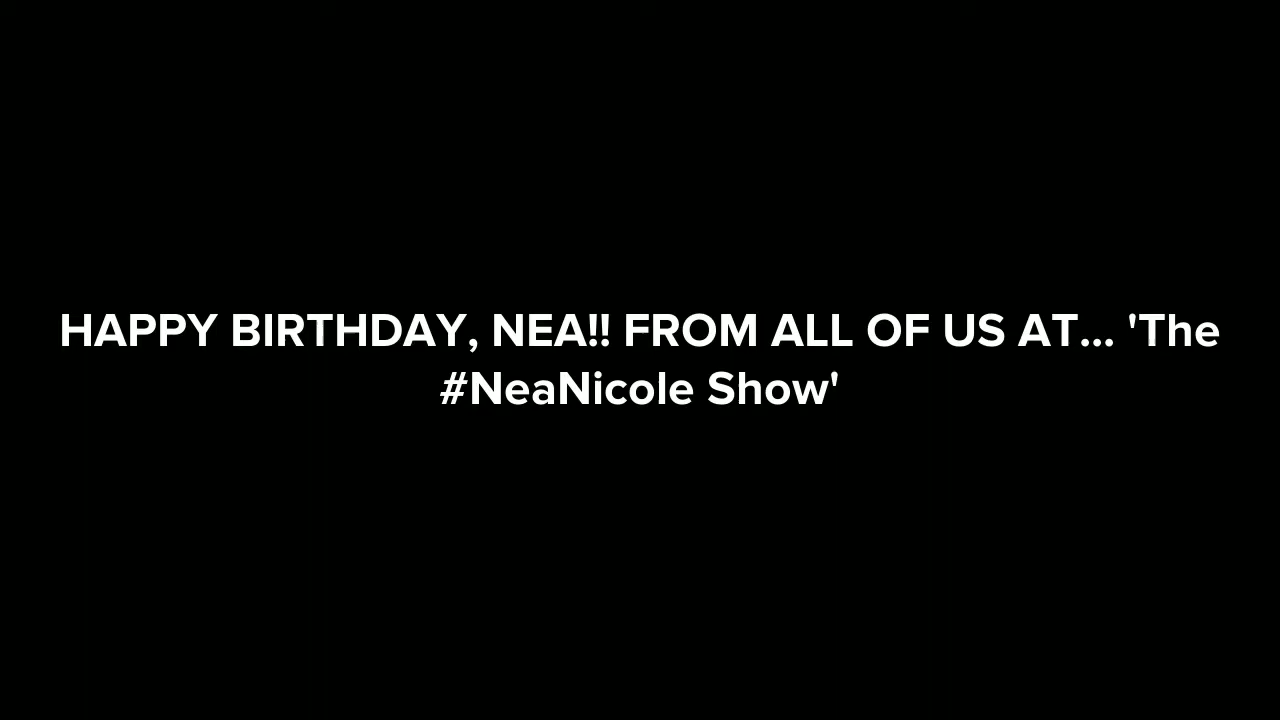 HAPPY BIRTHDAY, NEA!! FROM ALL OF US AT... 'The
#NeaNicole Show'